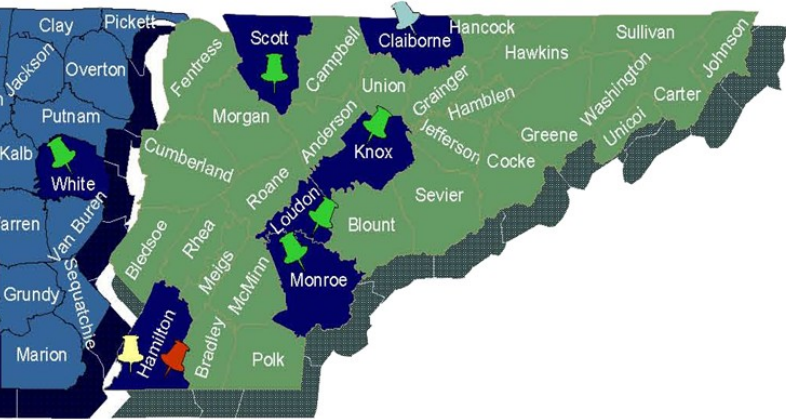 Clay
Pickett
Jackson
Overton
Putnam
Kalb
White
arren
Van Buren
Grundy
Sequatchie
Marion
Fentress
Scott
Campbell
Claiborne
Hancock
Hawkins
Sullivan
Johnson
Washington
Carter
Unicoi
Union
Grainger
Hamblen
Greene
Morgan
Anderson
Knox
Jefferson
Cocke
Cumberland
Roane
Loudon
Sevier
Blount
Bledsoe
Rhea
Meigs
McMinn
Monroe
Hamilton
Bradley
Polk